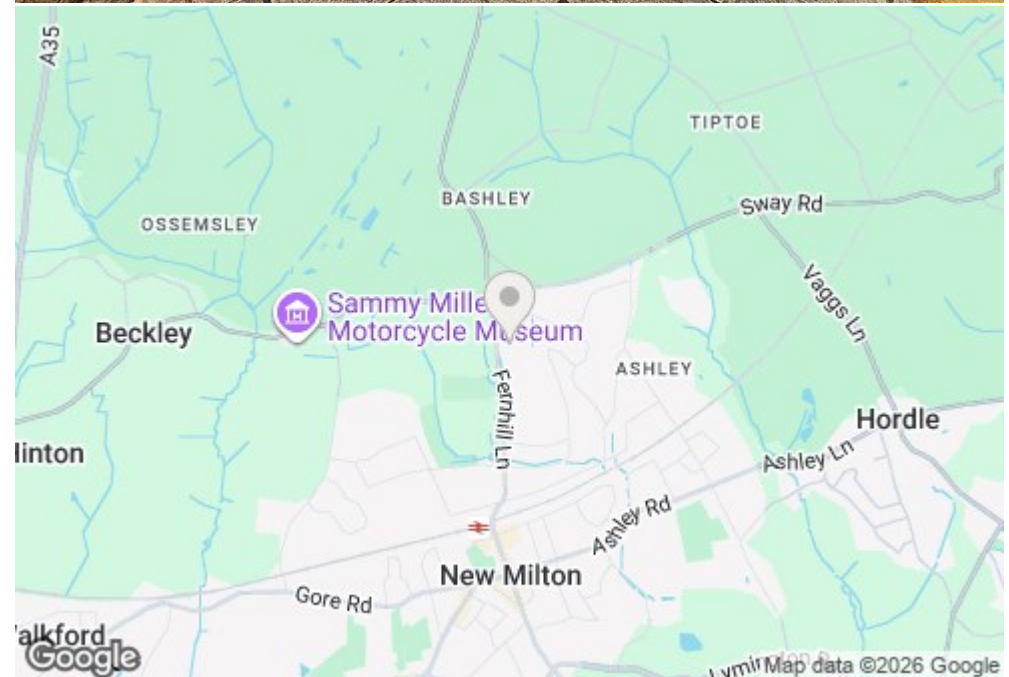 A35
TIPTOE
BASHLEY
Sway Rd
OSSEMSLEY
Vaggs Ln
Sammy Mille
Motorcycle Museum
Beckley
ASHLEY
Fernhill Ln
Hordle
Ashley Ln
Ashley Rd
New Milton
Gore Rd
Google
Map data ©2026 Google